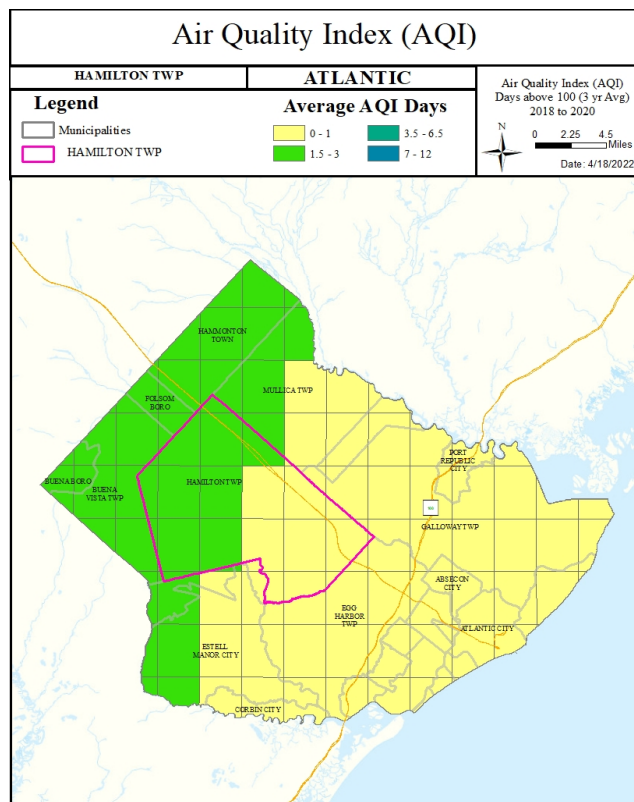 Air Quality Index (AQI)
HAMILTON TWP
ATLANTIC
Legend
Municipalities
HAMILTON TWP
Average AQI Days
0 - 1
3.5 - 6.5
1.5 - 3
7 - 12
Air Quality Index (AQI)
Days above 100 (3 yr Avg)
2018 to 2020
N
0 2.25 4.5
Miles
Date: 4/18/2022
HAMMONTON
TOWN
MULLICA TWP
FOLSOM
BORO
PORT
REPUBLIC
CITY
BUENA BORO
BUENA
VISTA TWP
HAMILTON TWP
GALLOWAY TWP
ABSECON
CITY
EGG
HARBOR
TWP
ATLANTIC CITY
ESTELL
MANOR CITY
CORBIN CITY